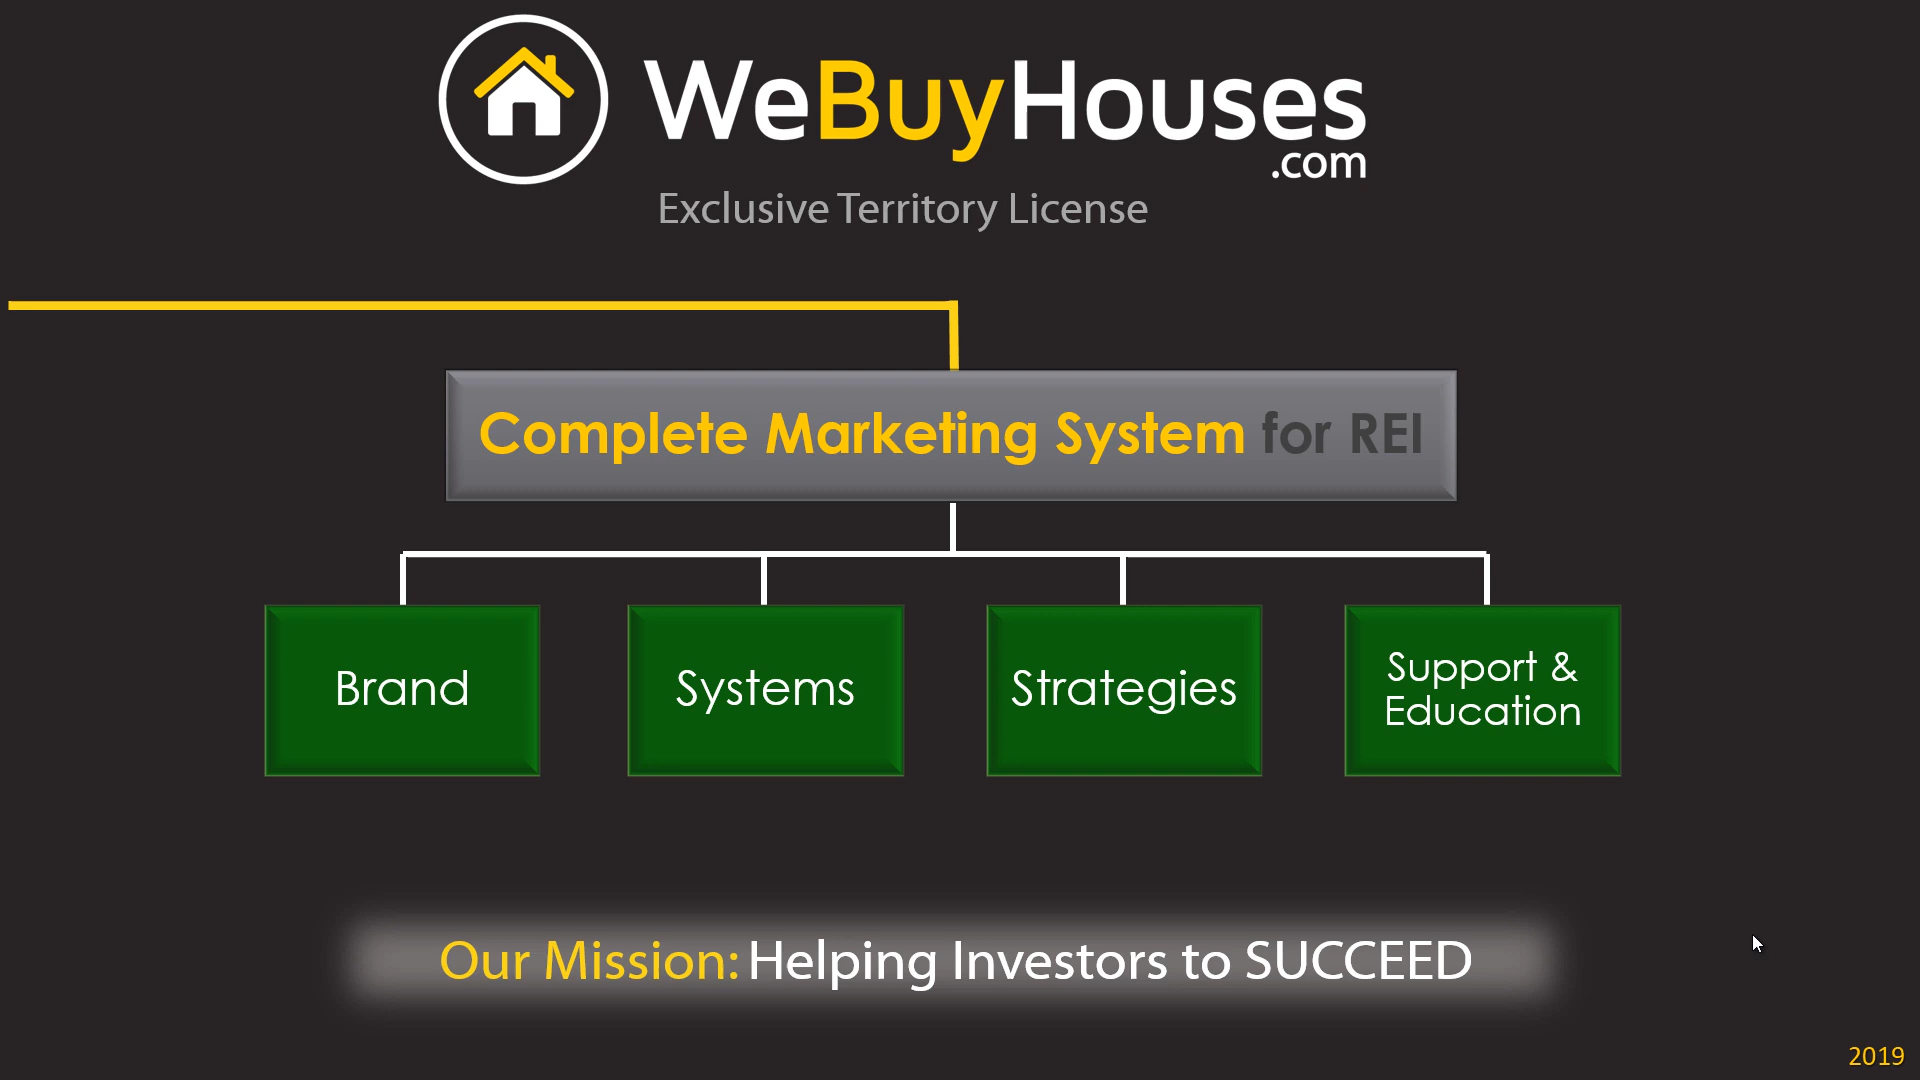 WeBuyHouses
.com
Exclusive Territory License
Complete Marketing System for REI
Brand
Systems
Strategies
Support &
Education
Our Mission: Helping Investors to SUCCEED
2019